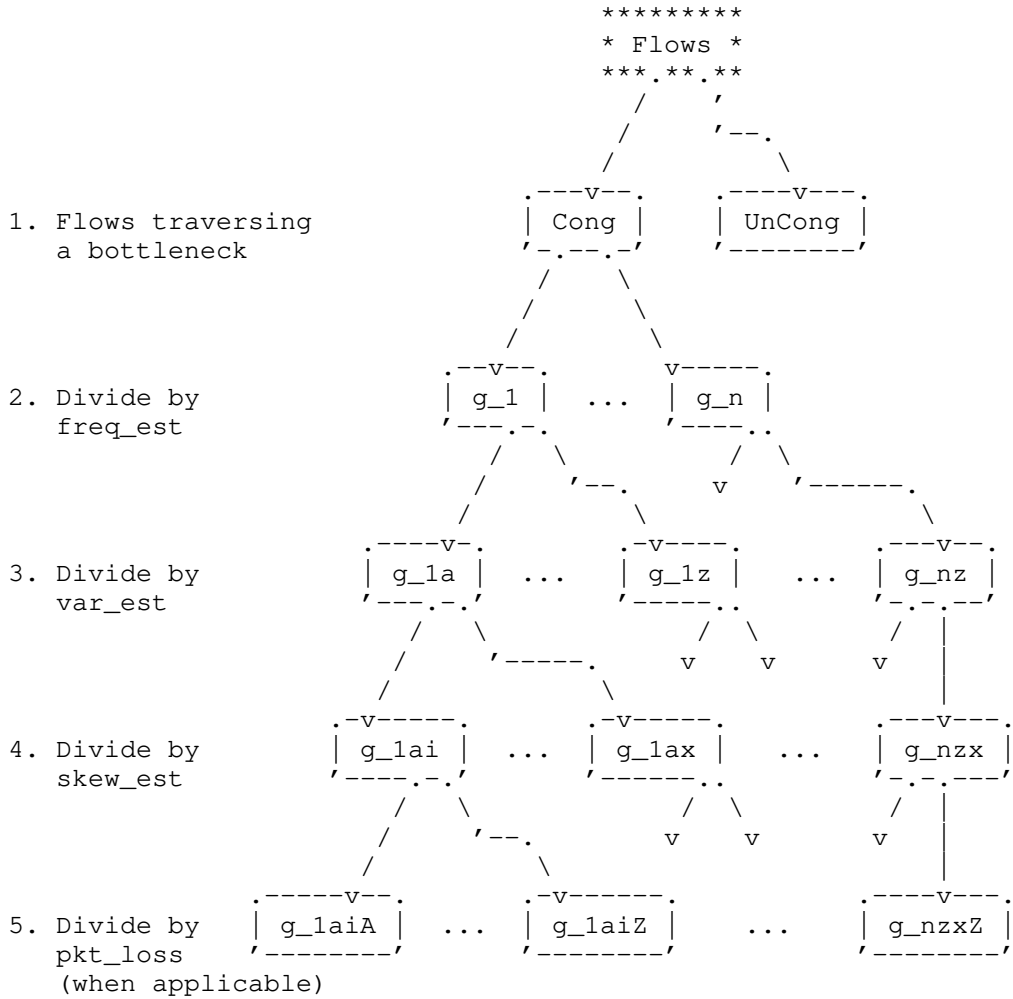 * Flows *
1. Flows traversing a bottleneck
Cong
UnCong
2. Divide by freq_est
g_1 ... g_n
3. Divide by var_est
g_1a ... g_1z ... g_nz
4. Divide by skew_est
g_1ai ... g_1ax ... g_nzx
5. Divide by pkt_loss (when applicable)
g_1aiA ... g_1aiZ ... g_nzxZ